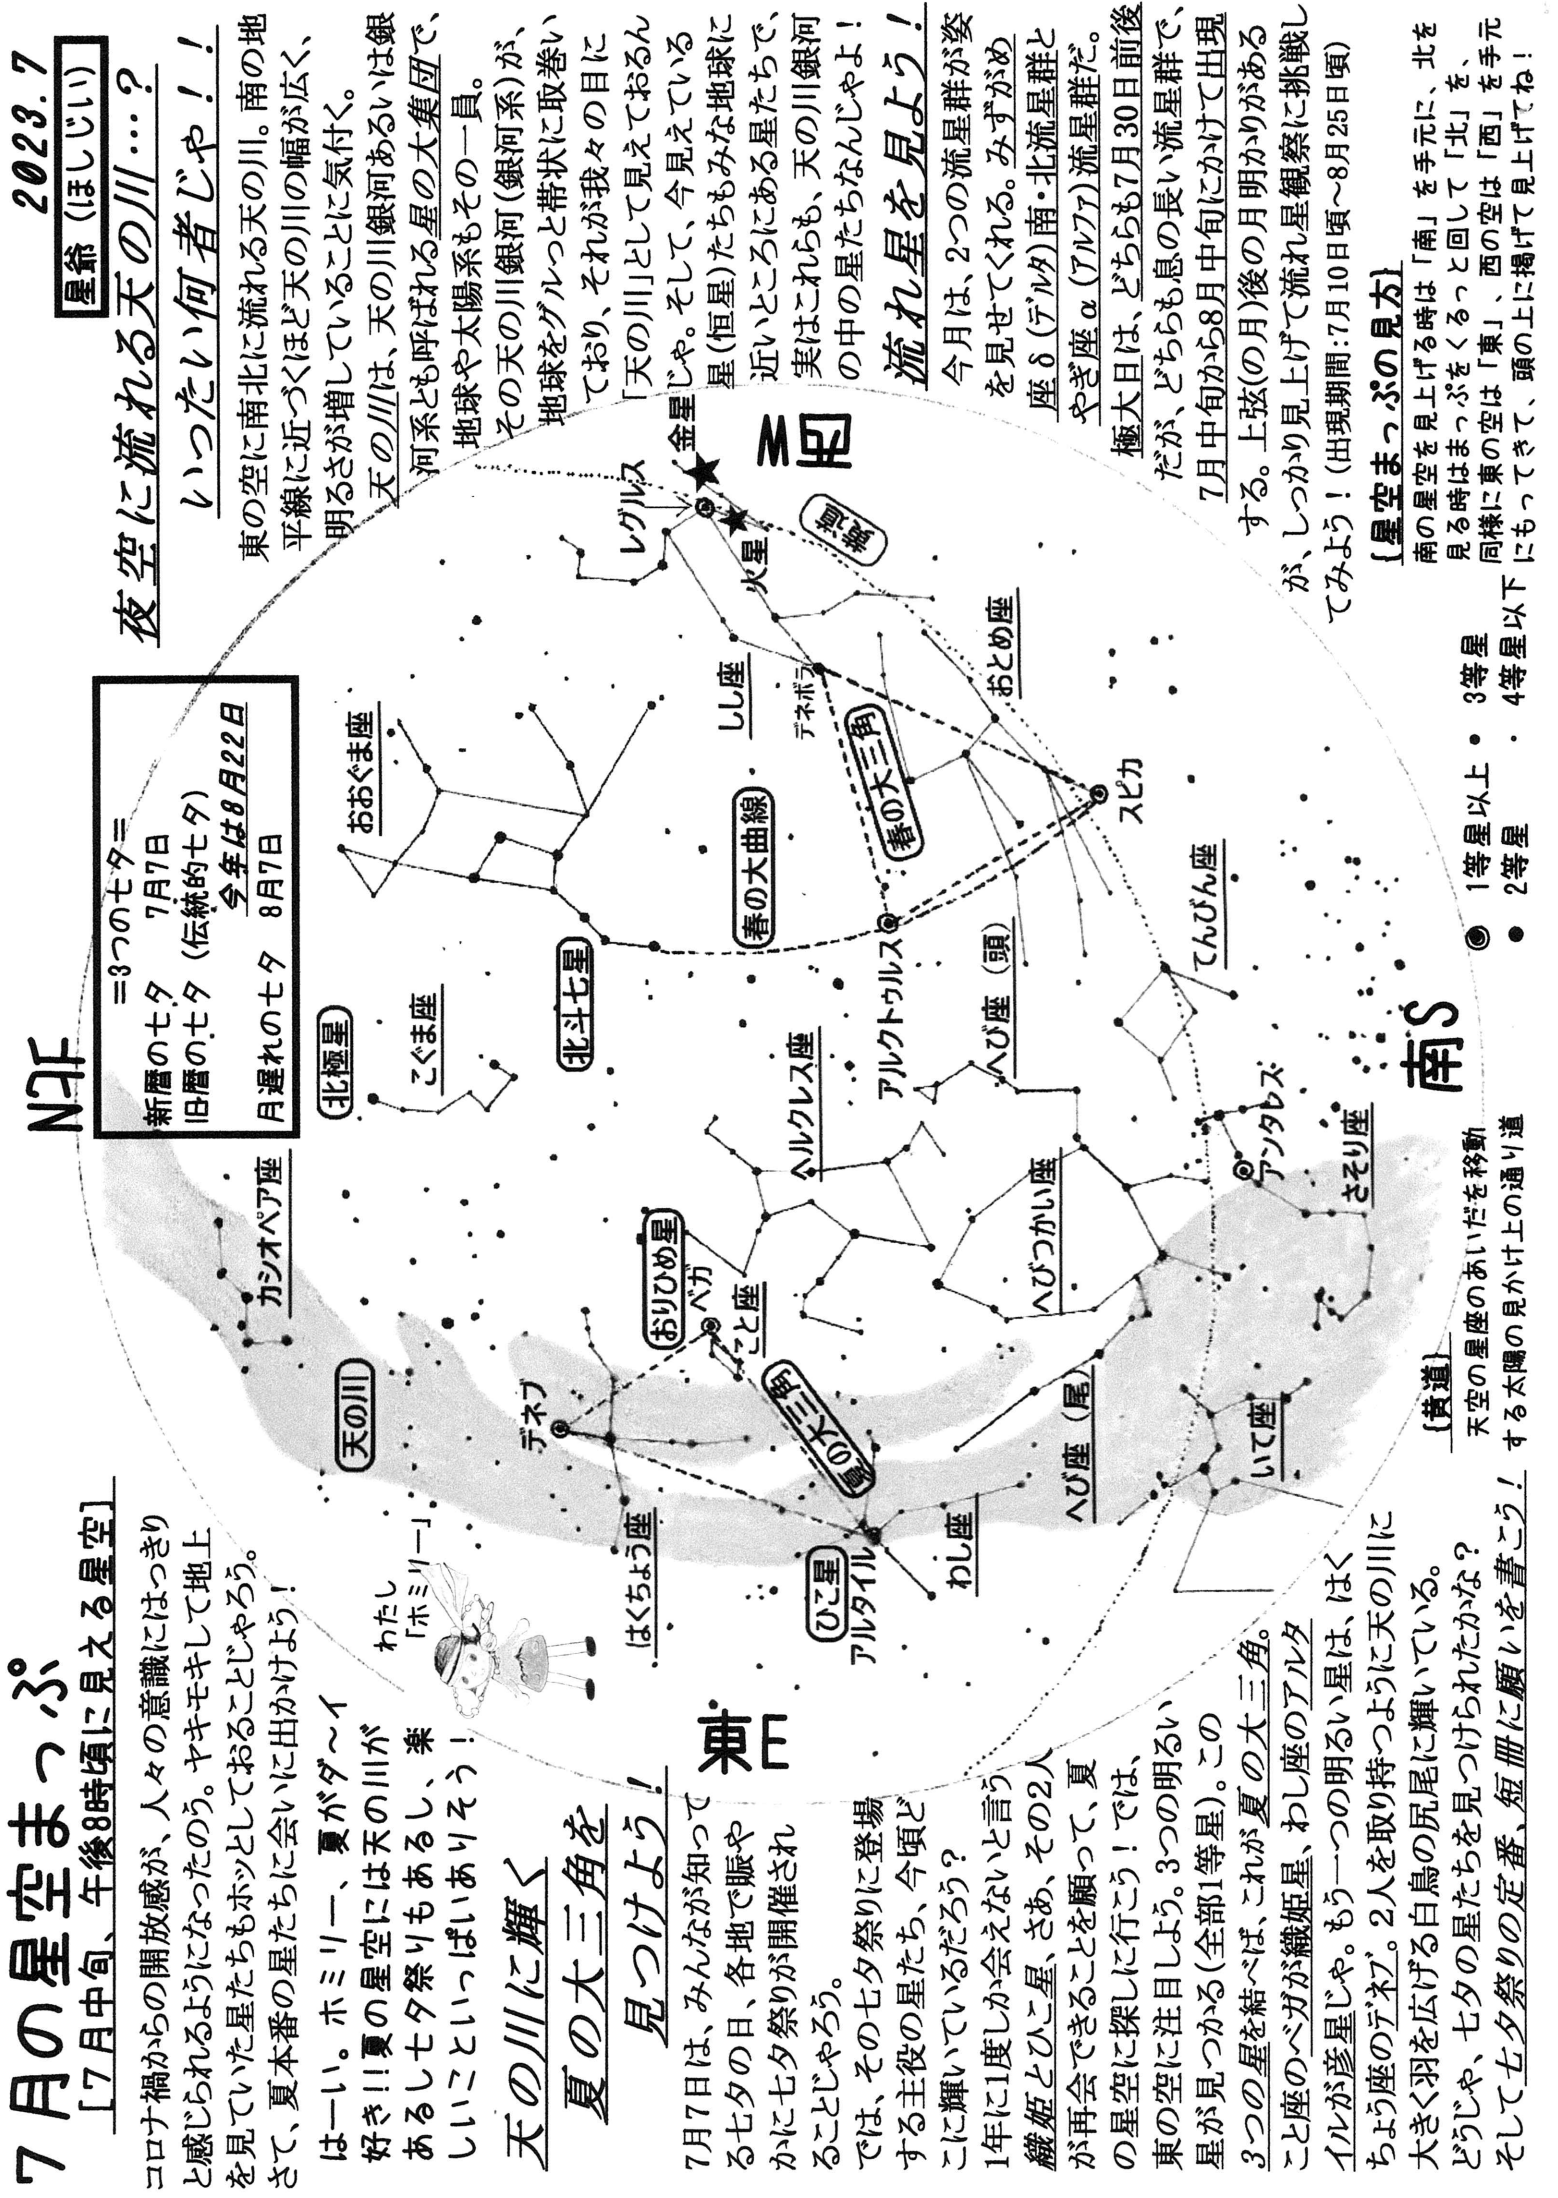 7月の星空まっぷ
[7月中旬、午後8時頃に見える星空]
2023.7
星爺(ほしじい)
コロナ禍からの開放感が、人々の意識にはっきり
と感じられるようになったのう。ヤキモキして地上
を見ていた星たちもホッとしておることじゃろう。
さて、夏本番の星たちに会いに出かけよう!
はーい。ホミリー、夏がダ〜イ
好き!!夏の星空には天の川が
あるし七夕祭りもあるし、楽
しいこといっぱいありそう!
わたし
「ホミリー」
天の川に輝く
夏の大三角を
見つけよう!
7月7日は、みんなが知って
る七夕の日、各地で賑や
かに七夕祭りが開催され
ることじゃろう。
では、その七夕祭りに登場
する主役の星たち、今頃ど
こに輝いているだろう?
1年に1度しか会えないと言う
織姫とひこ星、さあ、その2人
が再会できることを願って、夏
の星空に探しに行こう!では、
東の空に注目しよう。3つの明るい
星が見つかる(全部1等星)。この
3つの星を結べば、これが夏の大三角。
こと座のベガが織姫星、わし座のアルタ
イルが彦星じゃ。もう一つの明るい星は、はく
ちょう座のデネブ。2人を取り持つように天の川に
大きく羽を広げる白鳥の尻尾に輝いている。
どうじゃ、七夕の星たちを見つけられたかな?
そして七夕祭りの定番、短冊に願いを書こう!
=3つの七夕=
新暦の七夕 7月7日
旧暦の七夕(伝統的七夕)
今年は8月22日
月遅れの七夕 8月7日
北N
東E
南S
西W
カシオペア座
天の川
北極星
こぐま座
おおぐま座
北斗七星
デネブ
はくちょう座
おりひめ星
ベガ
こと座
夏の大三角
ひこ星
アルタイル
わし座
ヘルクレス座
春の大曲線
アルクトゥルス
春の大三角
しし座
デネボラ
レグルス
金星
火星
黄道
おとめ座
スピカ
へび座(頭)
へびつかい座
へび座(尾)
てんびん座
アンタレス
さそり座
いて座
[黄道]
天空の星座のあいだを移動
する太陽の見かけ上の通り道
1等星以上
2等星
3等星
4等星以下
夜空に流れる天の川…?
いったい何者じゃ!!
東の空に南北に流れる天の川。南の地
平線に近づくほど天の川の幅が広く、
明るさが増していることに気付く。
天の川は、天の川銀河あるいは銀
河系とも呼ばれる星の大集団で、
地球や太陽系もその一員。
その天の川銀河(銀河系)が、
地球をグルっと帯状に取巻い
ており、それが我々の目に
「天の川」として見えておるん
じゃ。そして、今見えている
星(恒星)たちもみな地球に
近いところにある星たちで、
実はこれらも、天の川銀河
の中の星たちなんじゃよ!
流れ星を見よう!
今月は、2つの流星群が姿
を見せてくれる。みずがめ
座δ(デルタ)南・北流星群と
やぎ座α(アルファ)流星群だ。
極大日は、どちらも7月30日前後
だが、どちらも息の長い流星群で、
7月中旬から8月中旬にかけて出現
する。上弦(の月)後の月明かりがある
が、しっかり見上げて流れ星観察に挑戦し
てみよう!(出現期間:7月10日頃〜8月25日頃)
[星空まっぷの見方]
南の星空を見上げる時は「南」を手元に、北を
見る時はまっぷをくるっと回して「北」を、
同様に東の空は「東」、西の空は「西」を手元
にもってきて、頭の上に掲げて見上げてね!